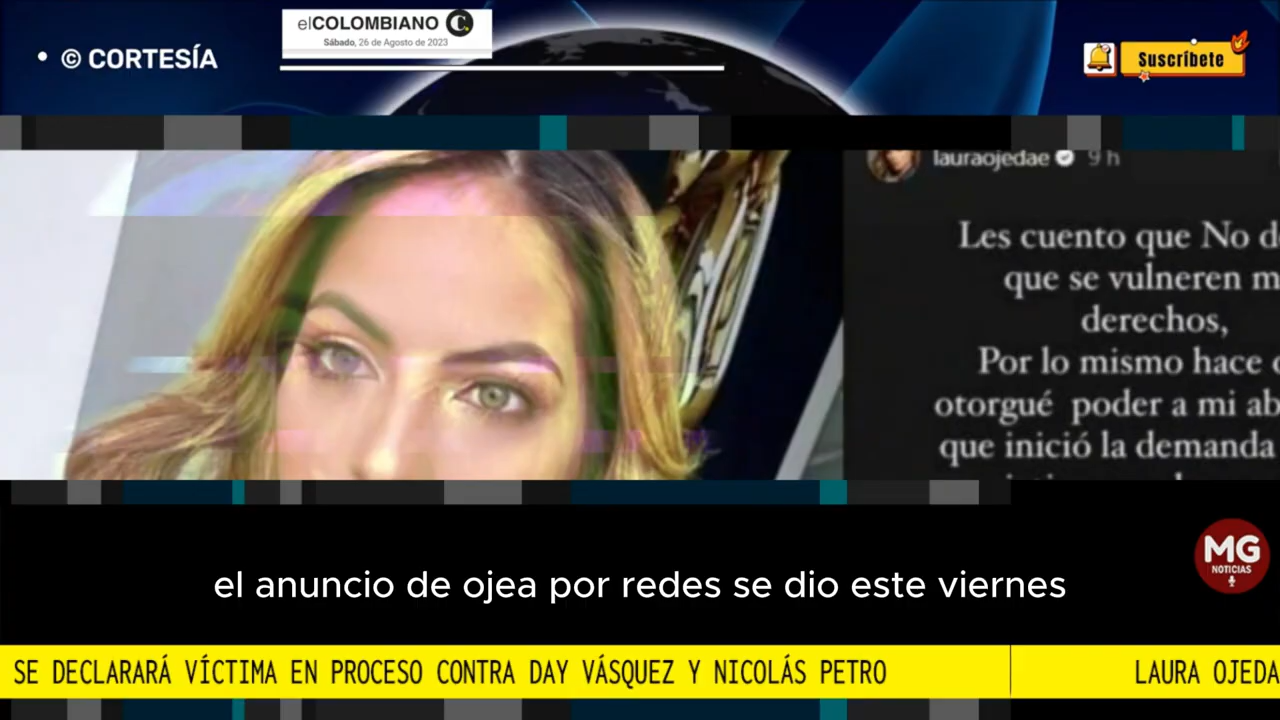 • © CORTESÍA
elCOLOMBIANO C
Sábado, 26 de Agosto de 2023
Suscríbete
lauraojedae 9 h
Les cuento que No
que se vulneren
derechos,
Por lo mismo hace
otorgué poder a mi
que inició la demanda
MG
NOTICIAS
el anuncio de ojea por redes se dio este viernes
SE DECLARARÁ VÍCTIMA EN PROCESO CONTRA DAY VÁSQUEZ Y NICOLÁS PETRO
LAURA OJEDA